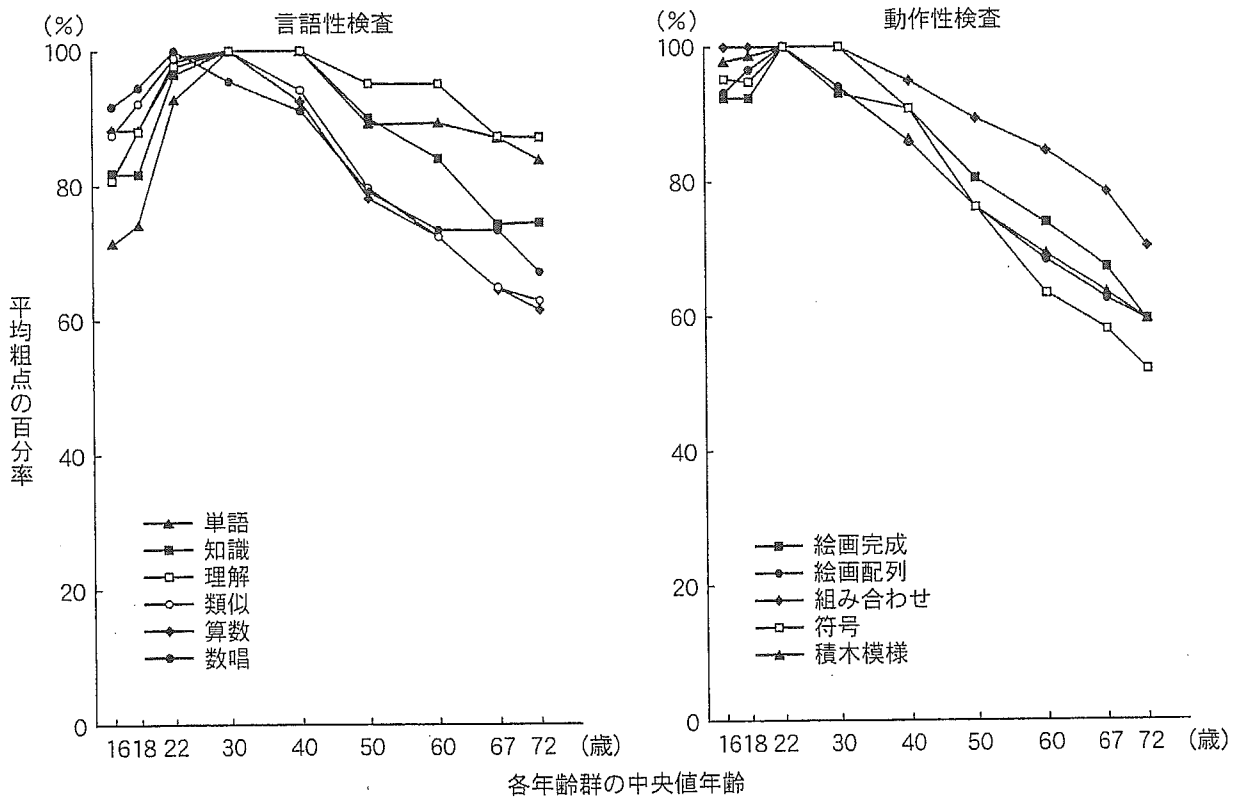 言語性検査
(%)
100
80
60
40
20
0
平均粗点の百分率
単語
知識
理解
類似
算数
数唱
16 18 22 30 40 50 60 67 72 (歳)
動作性検査
(%)
100
80
60
40
20
0
絵画完成
絵画配列
組み合わせ
符号
積木模様
16 18 22 30 40 50 60 67 72 (歳)
各年齢群の中央値年齢